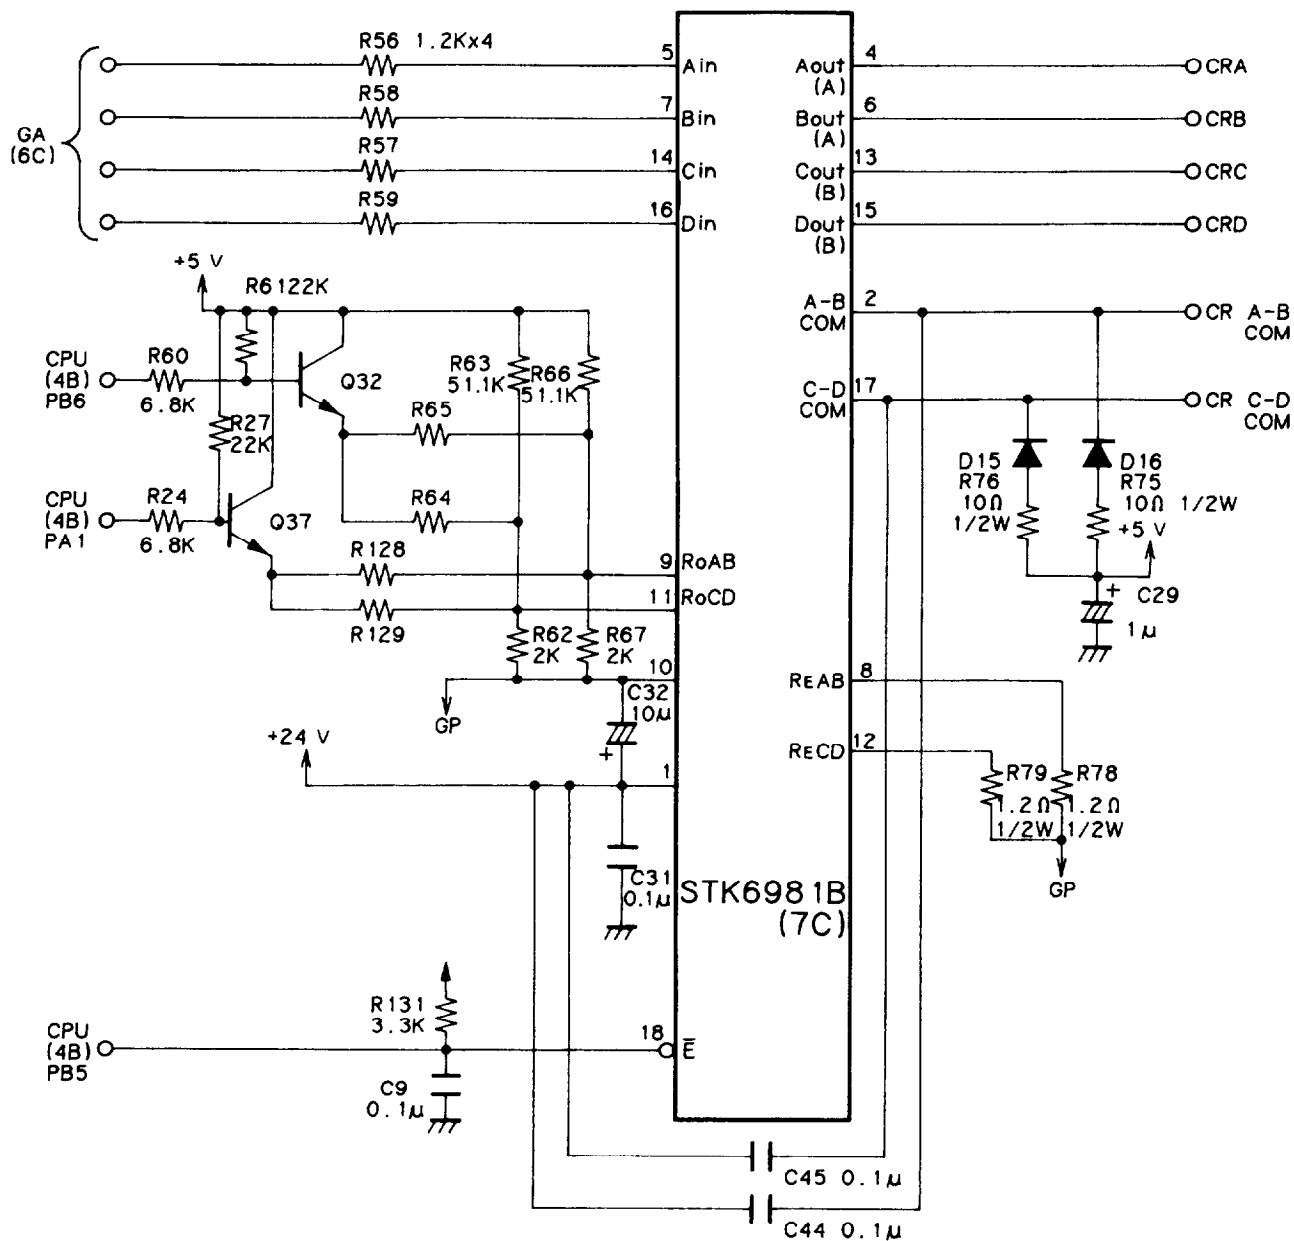 R56 1.2Kx4
5
Ain
Aout
(A)
4
CRA
R58
7
Bin
Bout
(A)
6
CRB
GA
(6C)
R57
14
Cin
Cout
(B)
13
CRC
R59
16
Din
Dout
(B)
15
CRD
+5 V
R6122K
A-B
COM
2
CR A-B
COM
CPU
(4B)
PB6
R60
6.8K
Q32
R63
51.1K
R66
51.1K
C-D
COM
17
CR C-D
COM
R27
22K
R65
D15
R76
10Ω
1/2W
D16
R75
10Ω 1/2W
+5 V
CPU
(4B)
PA1
R24
6.8K
Q37
R64
R128
9
RoAB
11
RoCD
R129
+
C29
1μ
R62
2K
R67
2K
10
GP
C32
10μ
+
REAB
8
RECD
12
+24 V
1
R79
1.2Ω
1/2W
R78
1.2Ω
1/2W
GP
C31
0.1μ
STK6981B
(7C)
R131
3.3K
CPU
(4B)
PB5
18
E̅
C9
0.1μ
C45 0.1μ
C44 0.1μ